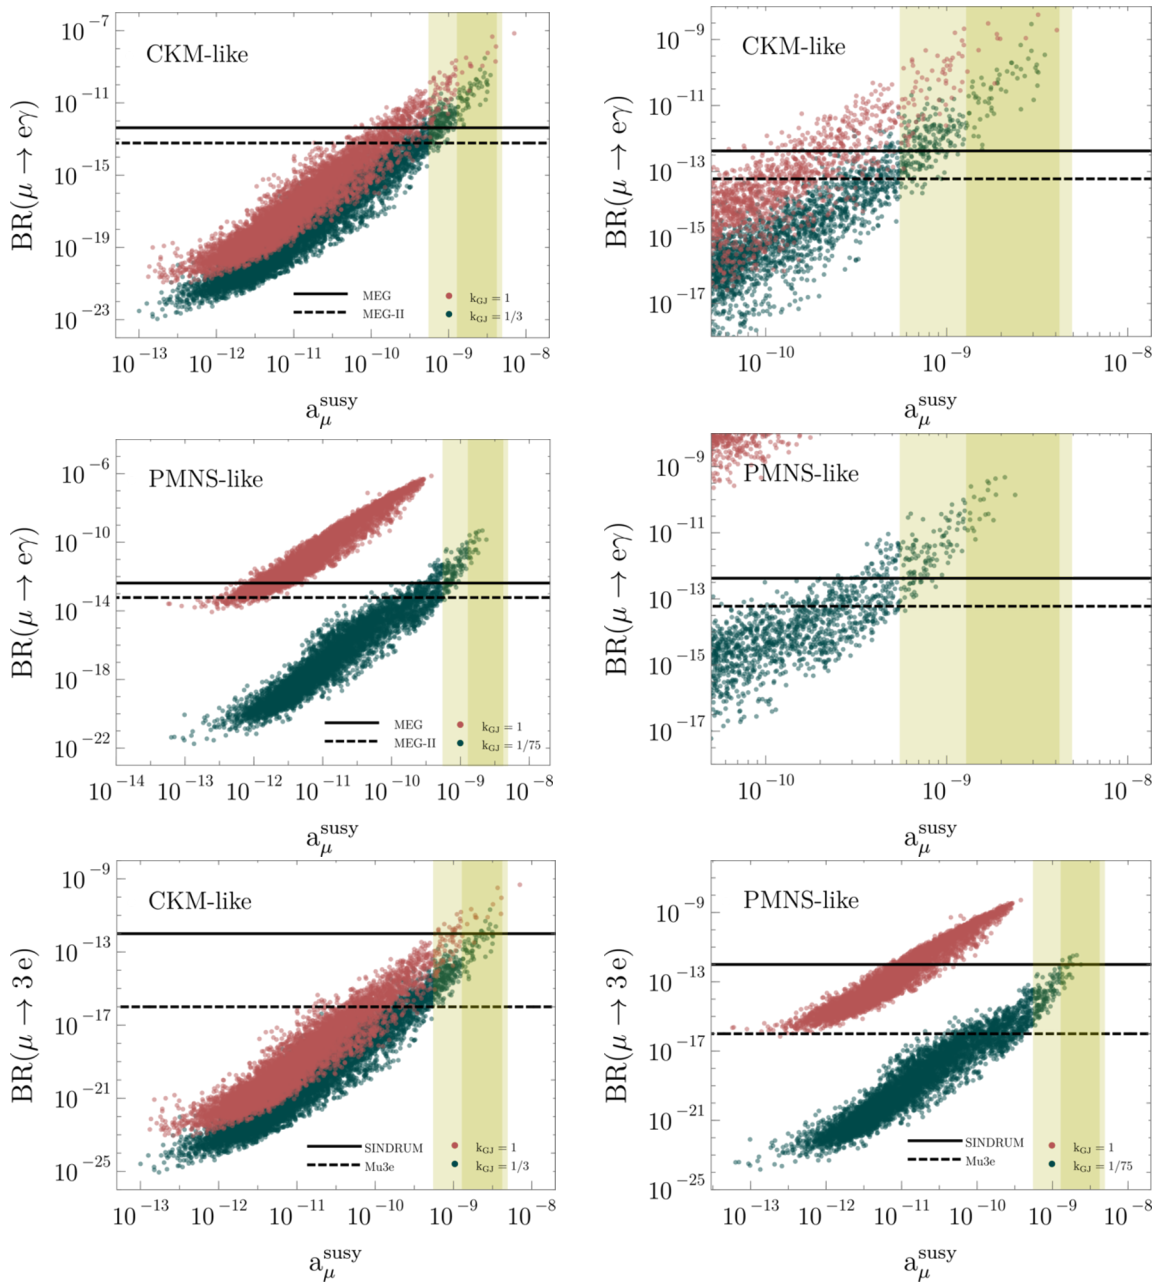 BR(μ → eγ)
10⁻⁷
10⁻¹¹
10⁻¹⁵
10⁻¹⁹
10⁻²³
CKM-like
MEG
MEG-II
k_GJ = 1
k_GJ = 1/3
10⁻¹³ 10⁻¹² 10⁻¹¹ 10⁻¹⁰ 10⁻⁹ 10⁻⁸
a_μ^susy
BR(μ → eγ)
10⁻⁹
10⁻¹¹
10⁻¹³
10⁻¹⁵
10⁻¹⁷
CKM-like
10⁻¹⁰ 10⁻⁹ 10⁻⁸
a_μ^susy
BR(μ → eγ)
10⁻⁶
10⁻¹⁰
10⁻¹⁴
10⁻¹⁸
10⁻²²
PMNS-like
MEG
MEG-II
k_GJ = 1
k_GJ = 1/75
10⁻¹⁴ 10⁻¹³ 10⁻¹² 10⁻¹¹ 10⁻¹⁰ 10⁻⁹ 10⁻⁸
a_μ^susy
BR(μ → eγ)
10⁻⁹
10⁻¹¹
10⁻¹³
10⁻¹⁵
10⁻¹⁷
PMNS-like
10⁻¹⁰ 10⁻⁹ 10⁻⁸
a_μ^susy
BR(μ → 3 e)
10⁻⁹
10⁻¹³
10⁻¹⁷
10⁻²¹
10⁻²⁵
CKM-like
SINDRUM
Mu3e
k_GJ = 1
k_GJ = 1/3
10⁻¹³ 10⁻¹² 10⁻¹¹ 10⁻¹⁰ 10⁻⁹ 10⁻⁸
a_μ^susy
BR(μ → 3 e)
10⁻⁹
10⁻¹³
10⁻¹⁷
10⁻²¹
10⁻²⁵
PMNS-like
SINDRUM
Mu3e
k_GJ = 1
k_GJ = 1/75
10⁻¹³ 10⁻¹² 10⁻¹¹ 10⁻¹⁰ 10⁻⁹ 10⁻⁸
a_μ^susy